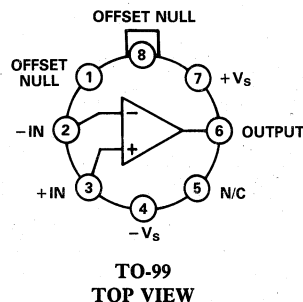 OFFSET NULL
8
OFFSET
NULL
1
7
+VS
−IN
2
−
6
OUTPUT
+IN
3
+
5
N/C
4
−VS
TO-99
TOP VIEW